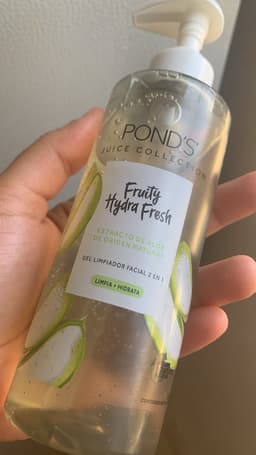 POND'S
JUICE COLLECTION
Fruity
Hydra Fresh
EXTRACTO DE ALOE
DE ORIGEN NATURAL
GEL LIMPIADOR FACIAL 2 EN 1
LIMPIA + HIDRATA